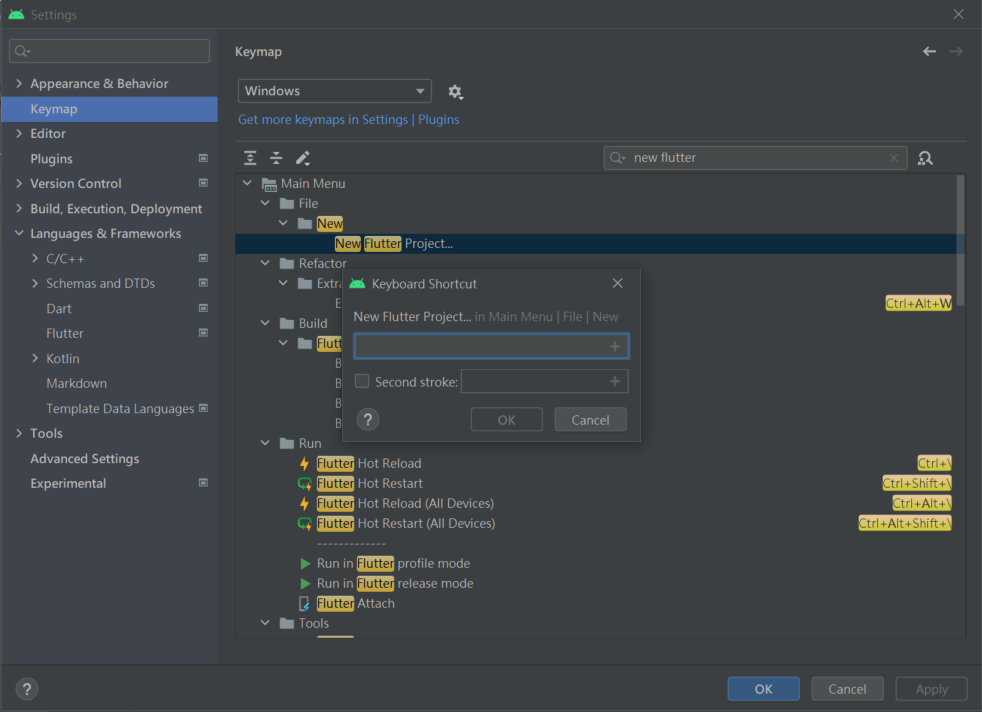 Settings
Appearance & Behavior
Keymap
Editor
Plugins
Version Control
Build, Execution, Deployment
Languages & Frameworks
C/C++
Schemas and DTDs
Dart
Flutter
Kotlin
Markdown
Template Data Languages
Tools
Advanced Settings
Experimental
Keymap
Windows
Get more keymaps in Settings | Plugins
new flutter
Main Menu
File
New
New Flutter Project...
Refactor
Extra
E
Ctrl+Alt+W
Build
Flutt
B
B
B
B
Run
Flutter Hot Reload Ctrl+\
Flutter Hot Restart Ctrl+Shift+\
Flutter Hot Reload (All Devices) Ctrl+Alt+\
Flutter Hot Restart (All Devices) Ctrl+Alt+Shift+\
-------------
Run in Flutter profile mode
Run in Flutter release mode
Flutter Attach
Tools
Keyboard Shortcut
New Flutter Project... in Main Menu | File | New
Second stroke:
?
OK
Cancel
?
OK
Cancel
Apply